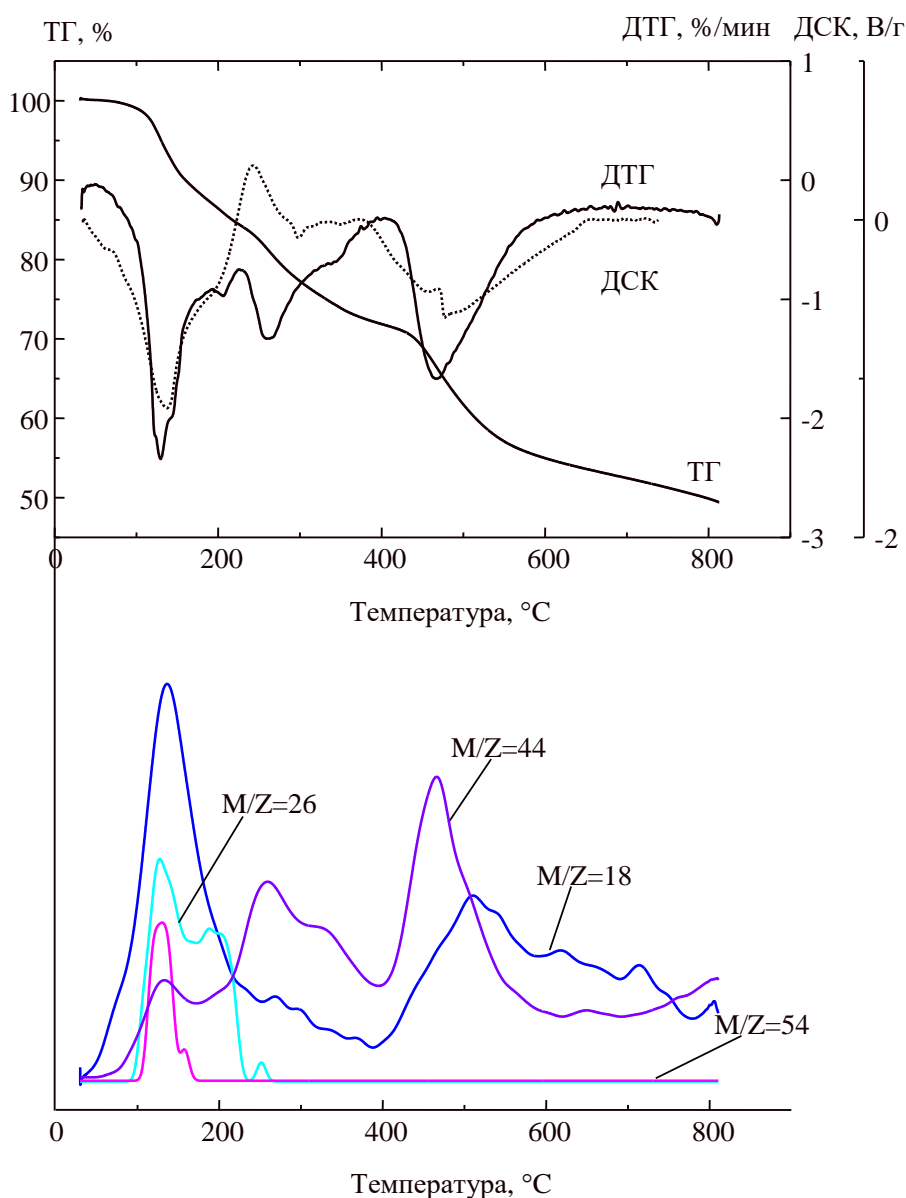 ТГ, % ДТГ, %/мин ДСК, В/г
1
100
90 ДТГ 0
0
80 ДСК
-1
70
60 -2
ТГ
50
-3 -2
0 200 400 600 800
Температура, °C
M/Z=44
M/Z=26
M/Z=18
M/Z=54
0 200 400 600 800
Температура, °C